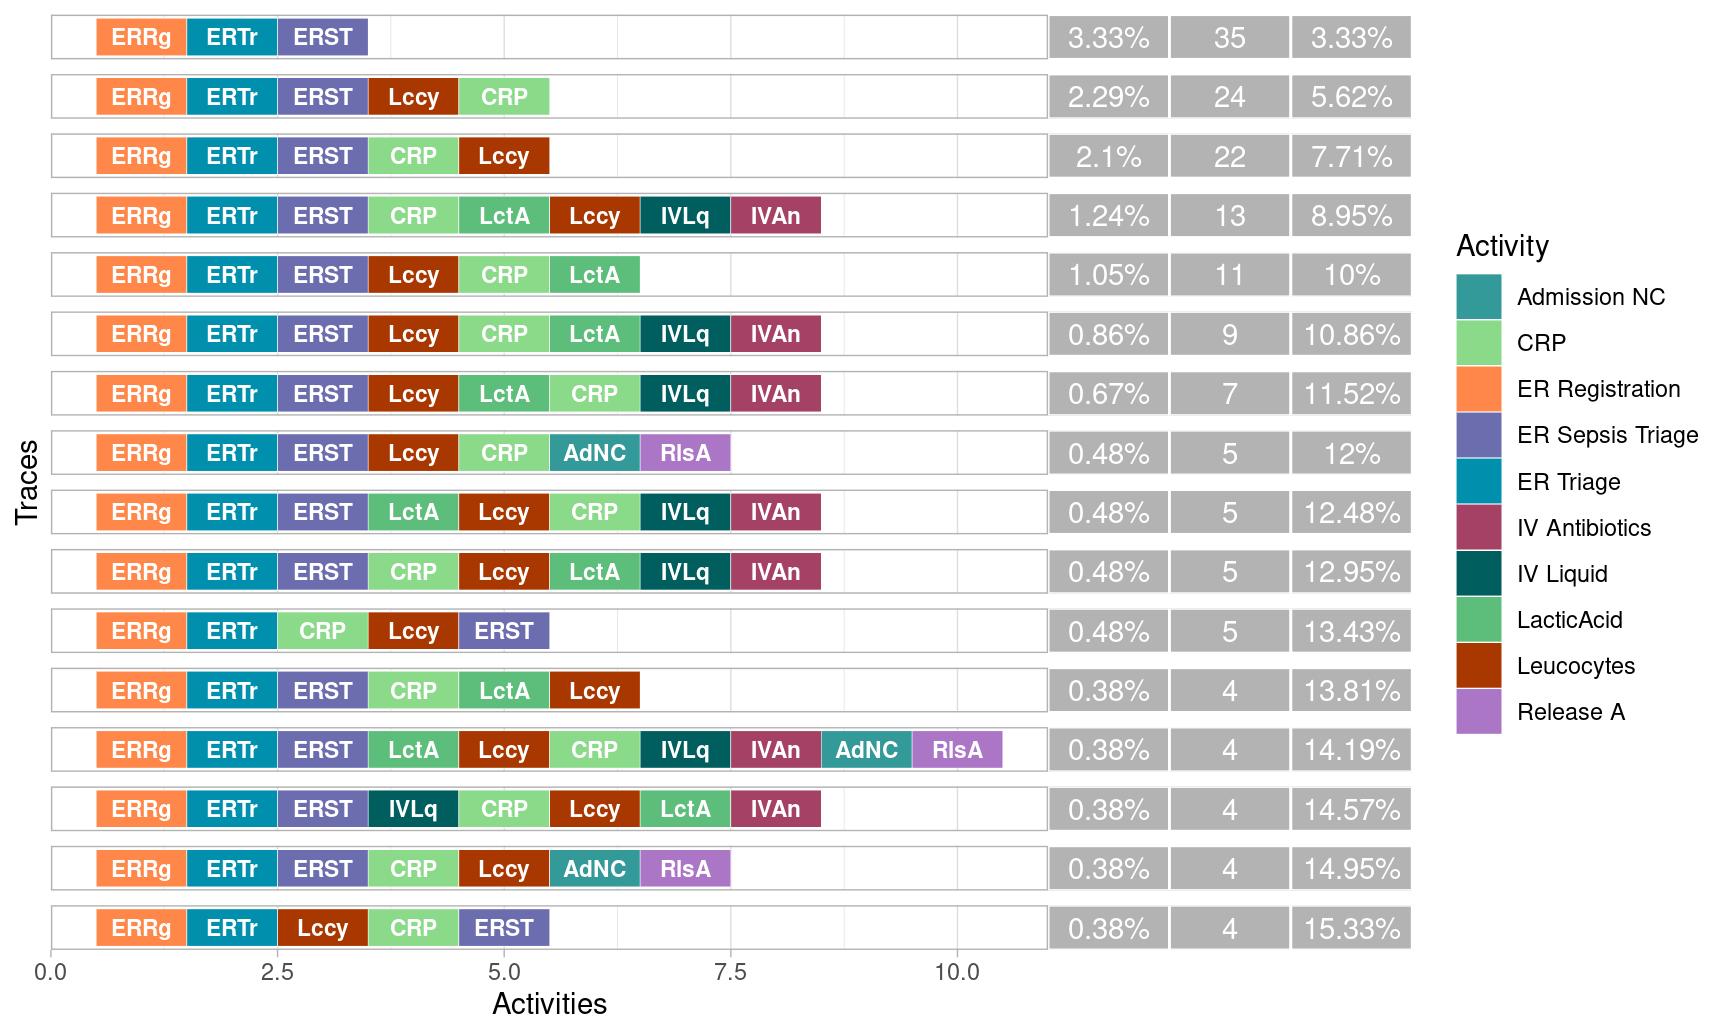 ERRg ERTr ERST 3.33% 35 3.33%
ERRg ERTr ERST Lccy CRP 2.29% 24 5.62%
ERRg ERTr ERST CRP Lccy 2.1% 22 7.71%
ERRg ERTr ERST CRP LctA Lccy IVLq IVAn 1.24% 13 8.95%
ERRg ERTr ERST Lccy CRP LctA 1.05% 11 10%
ERRg ERTr ERST Lccy CRP LctA IVLq IVAn 0.86% 9 10.86%
ERRg ERTr ERST Lccy LctA CRP IVLq IVAn 0.67% 7 11.52%
ERRg ERTr ERST Lccy CRP AdNC RlsA 0.48% 5 12%
ERRg ERTr ERST LctA Lccy CRP IVLq IVAn 0.48% 5 12.48%
ERRg ERTr ERST CRP Lccy LctA IVLq IVAn 0.48% 5 12.95%
ERRg ERTr CRP Lccy ERST 0.48% 5 13.43%
ERRg ERTr ERST CRP LctA Lccy 0.38% 4 13.81%
ERRg ERTr ERST LctA Lccy CRP IVLq IVAn AdNC RlsA 0.38% 4 14.19%
ERRg ERTr ERST IVLq CRP Lccy LctA IVAn 0.38% 4 14.57%
ERRg ERTr ERST CRP Lccy AdNC RlsA 0.38% 4 14.95%
ERRg ERTr Lccy CRP ERST 0.38% 4 15.33%
0.0 2.5 5.0 7.5 10.0
Activities
Traces
Activity
Admission NC
CRP
ER Registration
ER Sepsis Triage
ER Triage
IV Antibiotics
IV Liquid
LacticAcid
Leucocytes
Release A